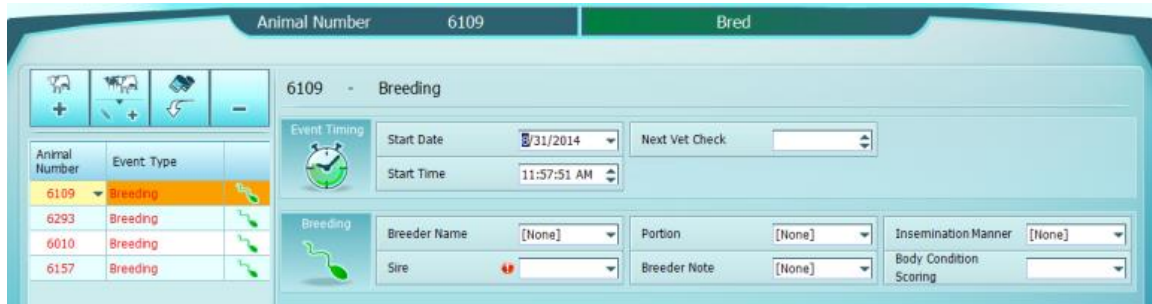 Animal Number 6109 Bred
6109 - Breeding
Event Timing
Start Date 8/31/2014 Next Vet Check
Start Time 11:57:51 AM
Animal Number Event Type
6109 Breeding
6293 Breeding
6010 Breeding
6157 Breeding
Breeding
Breeder Name [None] Portion [None] Insemination Manner [None]
Sire Breeder Note [None] Body Condition Scoring